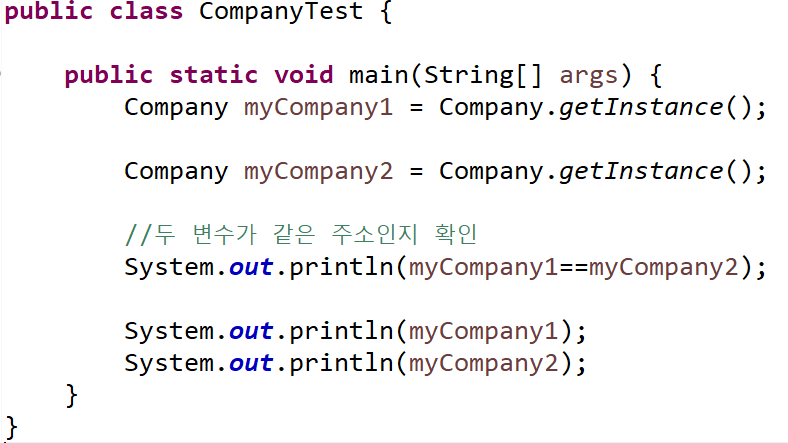 public class CompanyTest {
public static void main(String[] args) {
Company myCompany1 = Company.getInstance();
Company myCompany2 = Company.getInstance();
//두 변수가 같은 주소인지 확인
System.out.println(myCompany1==myCompany2);
System.out.println(myCompany1);
System.out.println(myCompany2);
}
}